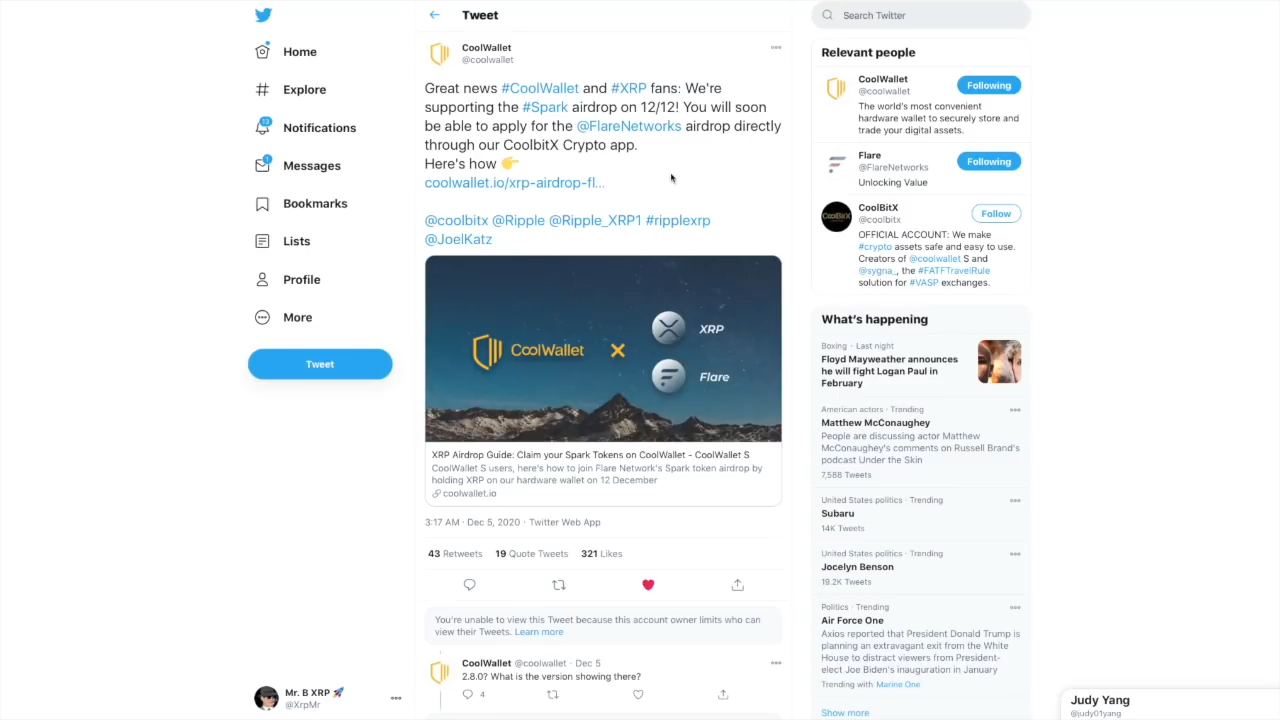 Home
Explore
13
Notifications
1
Messages
Bookmarks
Lists
Profile
More
Tweet
Mr. B XRP 🚀
@XrpMr
Tweet
CoolWallet
@coolwallet
Great news #CoolWallet and #XRP fans: We're
supporting the #Spark airdrop on 12/12! You will soon
be able to apply for the @FlareNetworks airdrop directly
through our CoolbitX Crypto app.
Here's how 👉
coolwallet.io/xrp-airdrop-fl...
@coolbitx @Ripple @Ripple_XRP1 #ripplexrp
@JoelKatz
CoolWallet
XRP
Flare
XRP Airdrop Guide: Claim your Spark Tokens on CoolWallet - CoolWallet S
CoolWallet S users, here's how to join Flare Network's Spark token airdrop by
holding XRP on our hardware wallet on 12 December
coolwallet.io
3:17 AM · Dec 5, 2020 · Twitter Web App
43 Retweets 19 Quote Tweets 321 Likes
You're unable to view this Tweet because this account owner limits who can
view their Tweets. Learn more
CoolWallet @coolwallet · Dec 5
2.8.0? What is the version showing there?
4
Search Twitter
Relevant people
CoolWallet
@coolwallet
Following
The world's most convenient
hardware wallet to securely store and
trade your digital assets.
Flare
@FlareNetworks
Following
Unlocking Value
CoolBitX
CoolBitX
@coolbitx
Follow
OFFICIAL ACCOUNT: We make
#crypto assets safe and easy to use.
Creators of @coolwallet S and
@sygna_, the #FATFTravelRule
solution for #VASP exchanges.
What's happening
Boxing · Last night
Floyd Mayweather announces
he will fight Logan Paul in
February
American actors · Trending
Matthew McConaughey
People are discussing actor Matthew
McConaughey's comments on Russell Brand's
podcast Under the Skin
7,588 Tweets
United States politics · Trending
Subaru
14K Tweets
United States politics · Trending
Jocelyn Benson
19.2K Tweets
Politics · Trending
Air Force One
Axios reported that President Donald Trump is
planning an extravagant exit from the White
House to distract viewers from President-
elect Joe Biden's inauguration in January
Trending with Marine One
Show more
Judy Yang
@judy01yang